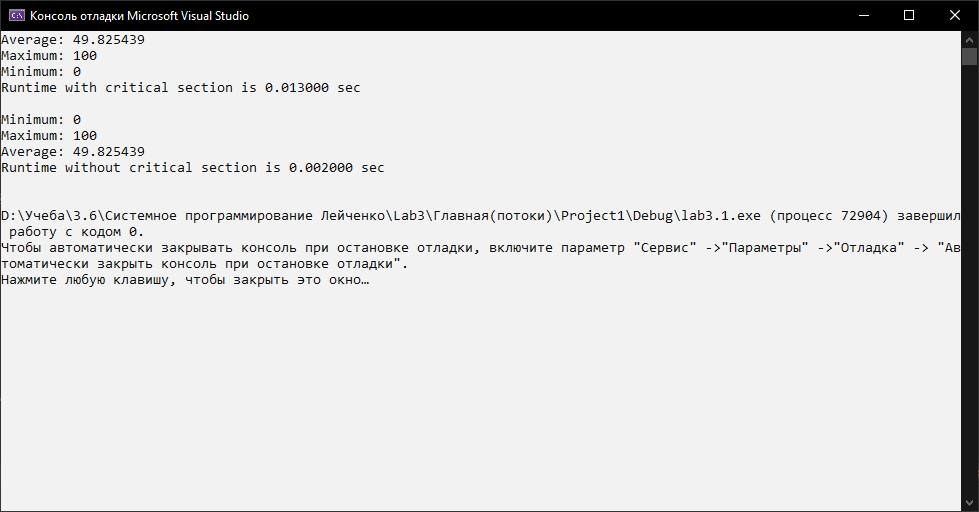 Консоль отладки Microsoft Visual Studio
Average: 49.825439
Maximum: 100
Minimum: 0
Runtime with critical section is 0.013000 sec
Minimum: 0
Maximum: 100
Average: 49.825439
Runtime without critical section is 0.002000 sec
D:\Учеба\3.6\Системное программирование Лейченко\Lab3\Главная(потоки)\Project1\Debug\lab3.1.exe (процесс 72904) завершил
 работу с кодом 0.
Чтобы автоматически закрывать консоль при остановке отладки, включите параметр "Сервис" ->"Параметры" ->"Отладка" -> "Ав
томатически закрыть консоль при остановке отладки".
Нажмите любую клавишу, чтобы закрыть это окно…